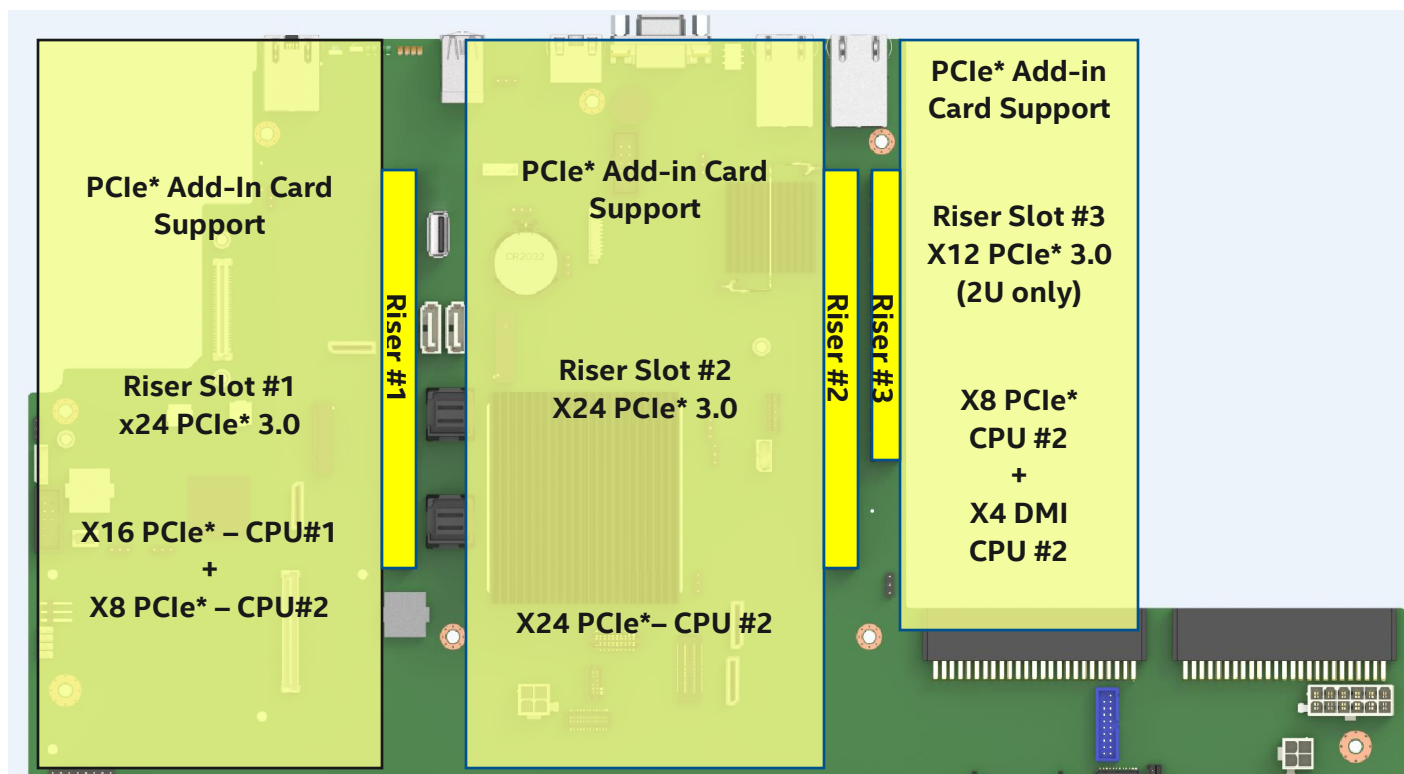 PCIe* Add-In Card
Support
Riser Slot #1
x24 PCIe* 3.0
X16 PCIe* – CPU#1
+
X8 PCIe* – CPU#2
Riser #1
PCIe* Add-in Card
Support
CR2032
Riser Slot #2
X24 PCIe* 3.0
X24 PCIe*– CPU #2
Riser #2
Riser #3
PCIe* Add-in
Card Support
Riser Slot #3
X12 PCIe* 3.0
(2U only)
X8 PCIe*
CPU #2
+
X4 DMI
CPU #2